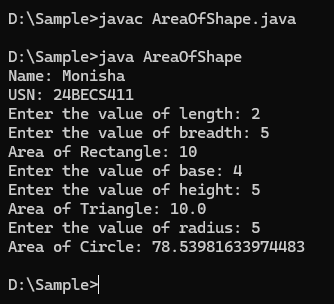 D:\Sample>javac AreaOfShape.java
D:\Sample>java AreaOfShape
Name: Monisha
USN: 24BECS411
Enter the value of length: 2
Enter the value of breadth: 5
Area of Rectangle: 10
Enter the value of base: 4
Enter the value of height: 5
Area of Triangle: 10.0
Enter the value of radius: 5
Area of Circle: 78.53981633974483
D:\Sample>